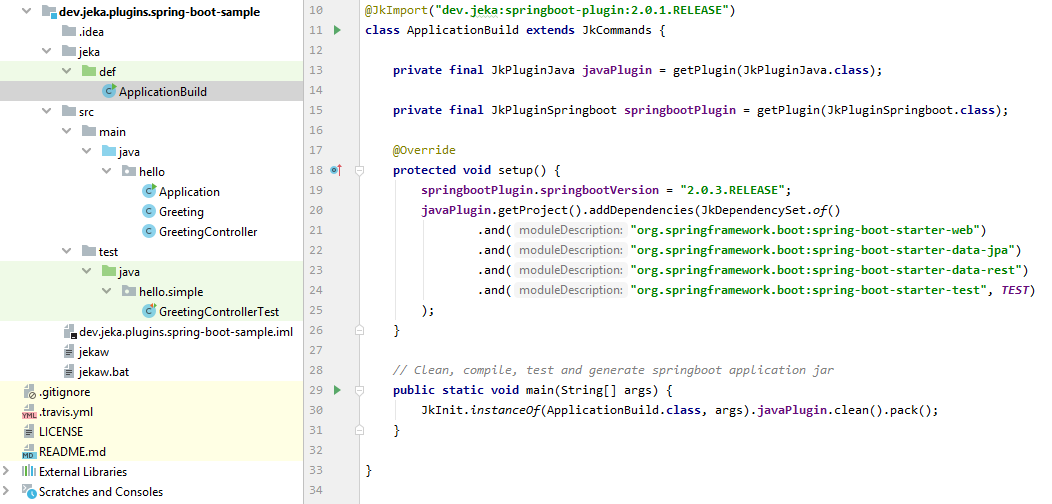 dev.jeka.plugins.spring-boot-sample
.idea
jeka
def
ApplicationBuild
src
main
java
hello
Application
Greeting
GreetingController
test
java
hello.simple
GreetingControllerTest
dev.jeka.plugins.spring-boot-sample.iml
jekaw
jekaw.bat
.gitignore
YML .travis.yml
LICENSE
MD README.md
External Libraries
Scratches and Consoles
10 @JkImport("dev.jeka:springboot-plugin:2.0.1.RELEASE")
11 class ApplicationBuild extends JkCommands {
12
13 private final JkPluginJava javaPlugin = getPlugin(JkPluginJava.class);
14
15 private final JkPluginSpringboot springbootPlugin = getPlugin(JkPluginSpringboot.class);
16
17 @Override
18 protected void setup() {
19 springbootPlugin.springbootVersion = "2.0.3.RELEASE";
20 javaPlugin.getProject().addDependencies(JkDependencySet.of()
21 .and( moduleDescription: "org.springframework.boot:spring-boot-starter-web")
22 .and( moduleDescription: "org.springframework.boot:spring-boot-starter-data-jpa")
23 .and( moduleDescription: "org.springframework.boot:spring-boot-starter-data-rest")
24 .and( moduleDescription: "org.springframework.boot:spring-boot-starter-test", TEST)
25 );
26 }
27
28 // Clean, compile, test and generate springboot application jar
29 public static void main(String[] args) {
30 JkInit.instanceOf(ApplicationBuild.class, args).javaPlugin.clean().pack();
31 }
32
33 }
34